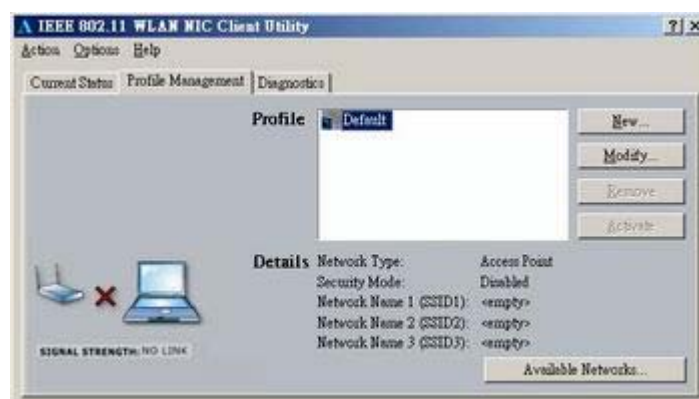 IEEE 802.11 WLAN NIC Client Utility
? x
Action Options Help
Current Status Profile Management Diagnostics
Profile
Default
New...
Modify...
Remove
Activate
Details
Network Type: Access Point
Security Mode: Disabled
Network Name 1 (SSID1): <empty>
Network Name 2 (SSID2): <empty>
Network Name 3 (SSID3): <empty>
SIGNAL STRENGTH: NO LINK
Available Networks...